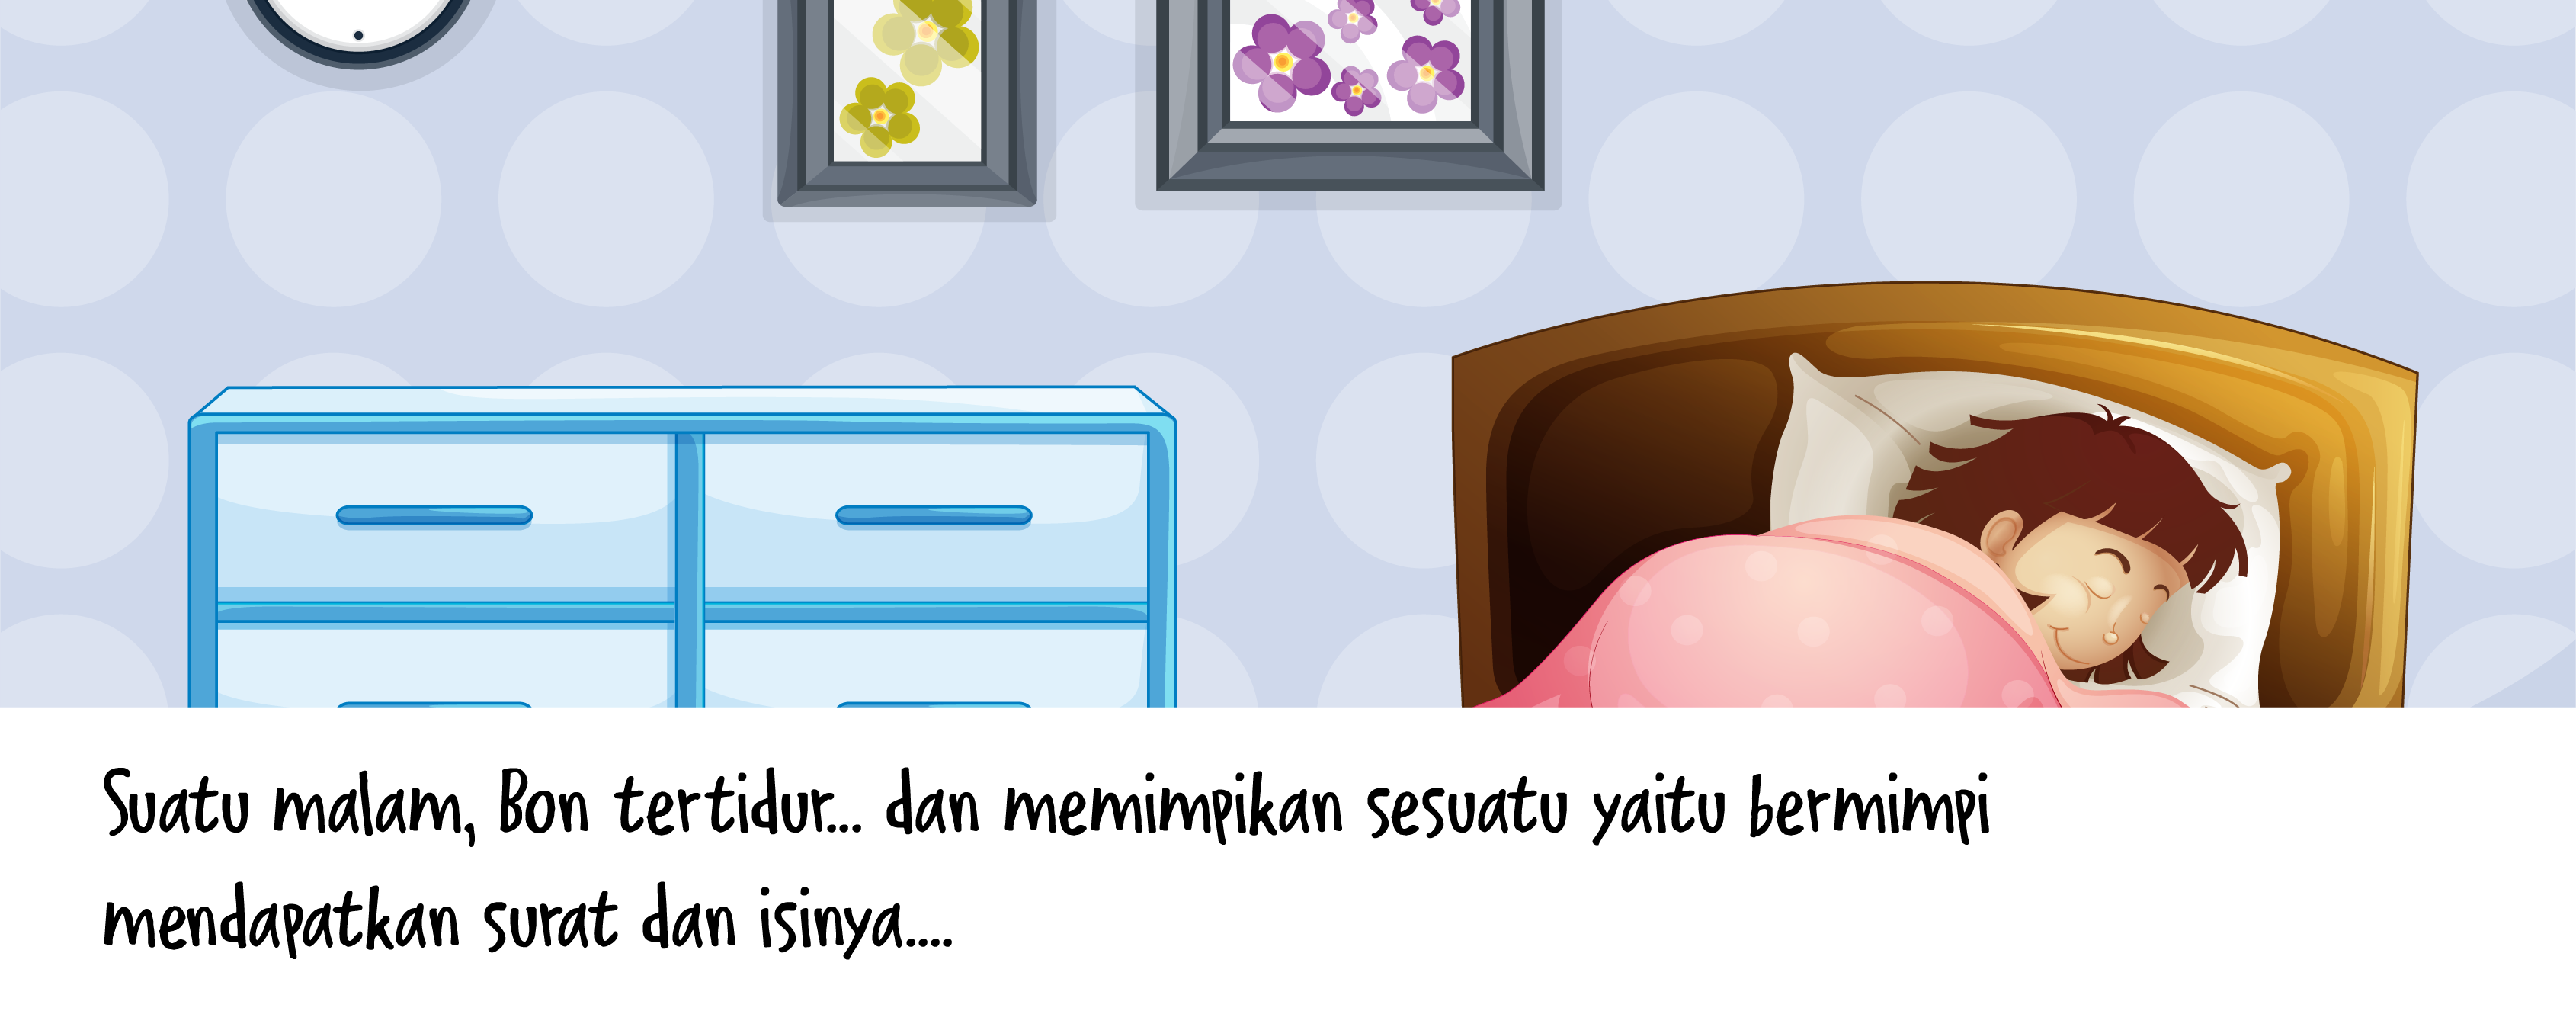 Suatu malam, Bon tertidur... dan memimpikan sesuatu yaitu bermimpi
mendapatkan surat dan isinya....